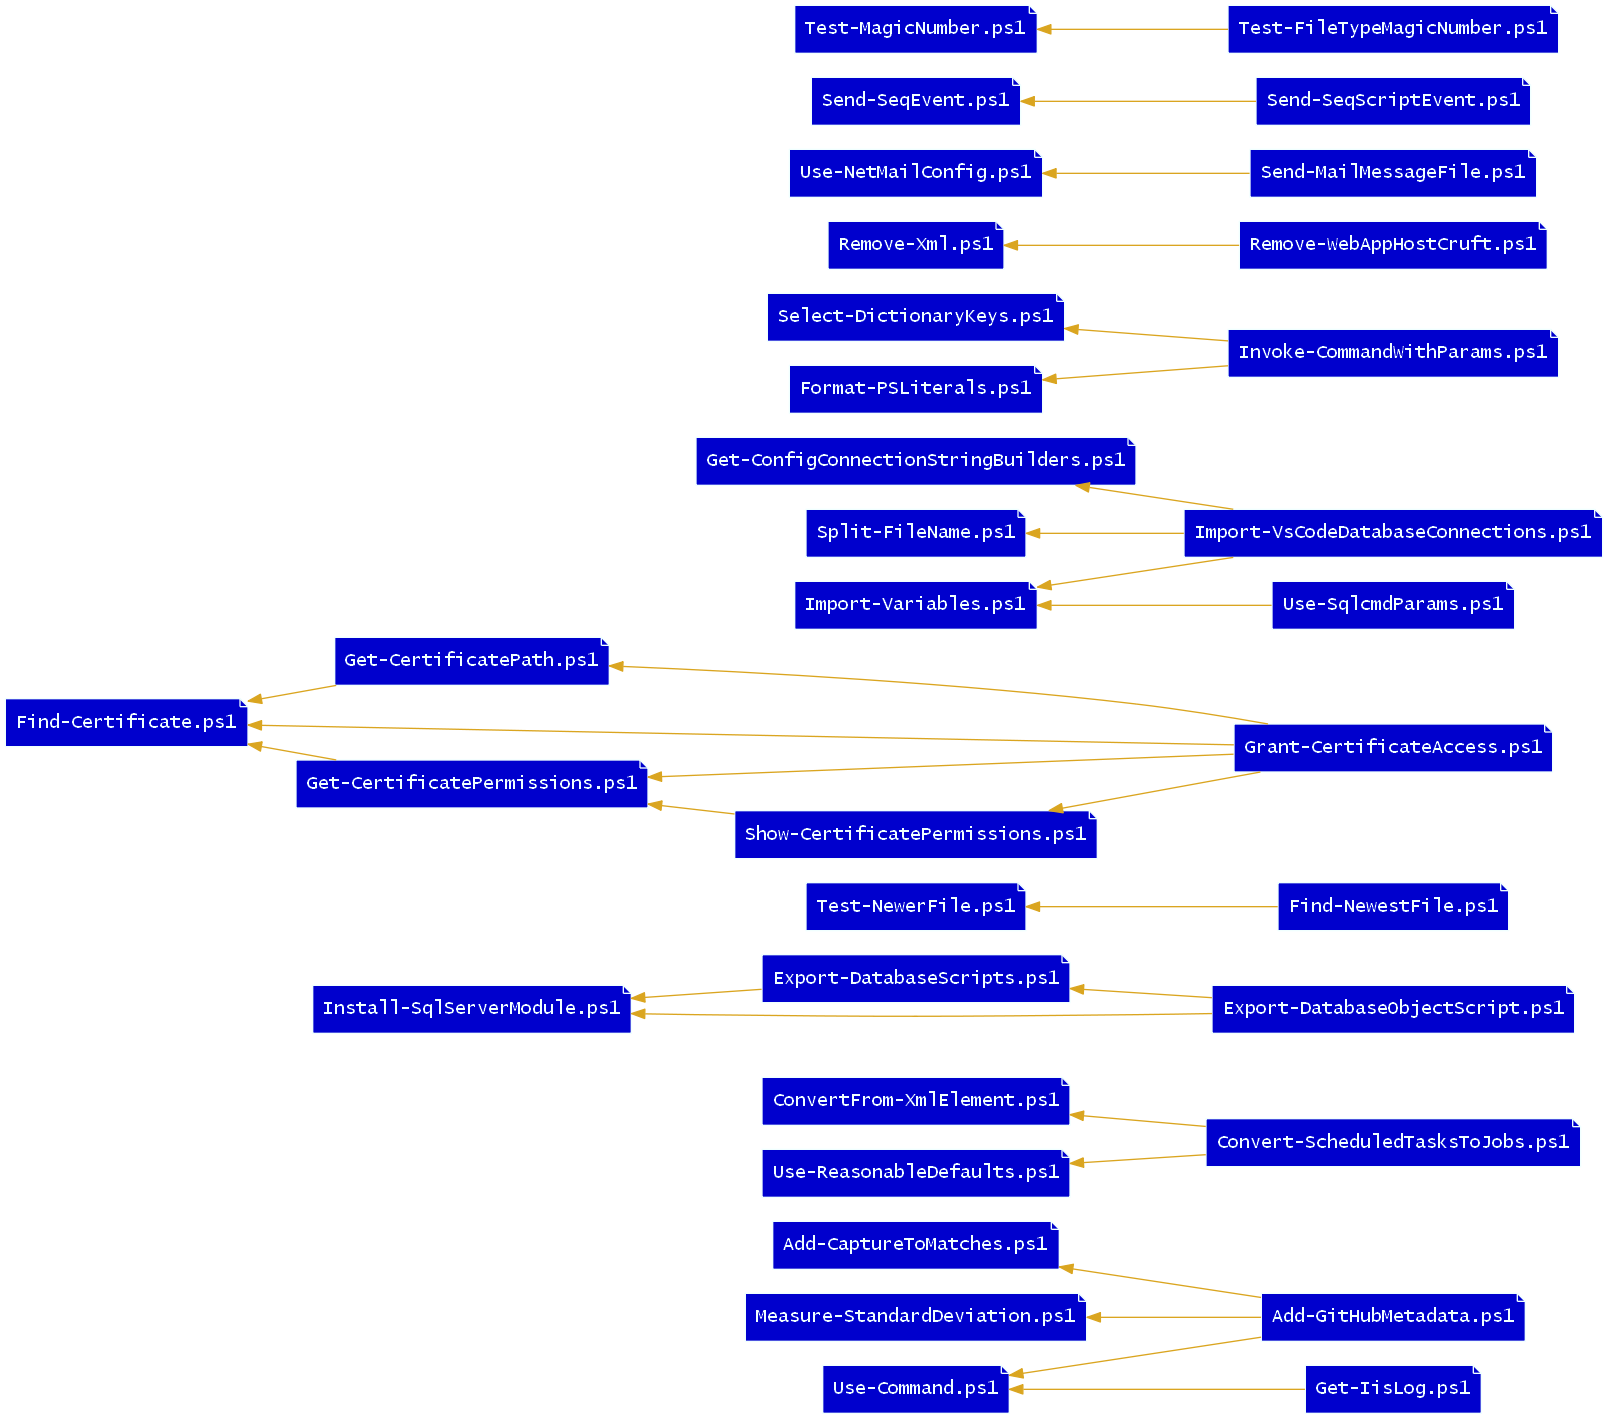 Test-MagicNumber.ps1
Test-FileTypeMagicNumber.ps1
Send-SeqEvent.ps1
Send-SeqScriptEvent.ps1
Use-NetMailConfig.ps1
Send-MailMessageFile.ps1
Remove-Xml.ps1
Remove-WebAppHostCruft.ps1
Select-DictionaryKeys.ps1
Invoke-CommandWithParams.ps1
Format-PSLiterals.ps1
Get-ConfigConnectionStringBuilders.ps1
Split-FileName.ps1
Import-VsCodeDatabaseConnections.ps1
Import-Variables.ps1
Use-SqlcmdParams.ps1
Get-CertificatePath.ps1
Find-Certificate.ps1
Grant-CertificateAccess.ps1
Get-CertificatePermissions.ps1
Show-CertificatePermissions.ps1
Test-NewerFile.ps1
Find-NewestFile.ps1
Export-DatabaseScripts.ps1
Install-SqlServerModule.ps1
Export-DatabaseObjectScript.ps1
ConvertFrom-XmlElement.ps1
Convert-ScheduledTasksToJobs.ps1
Use-ReasonableDefaults.ps1
Add-CaptureToMatches.ps1
Measure-StandardDeviation.ps1
Add-GitHubMetadata.ps1
Use-Command.ps1
Get-IisLog.ps1